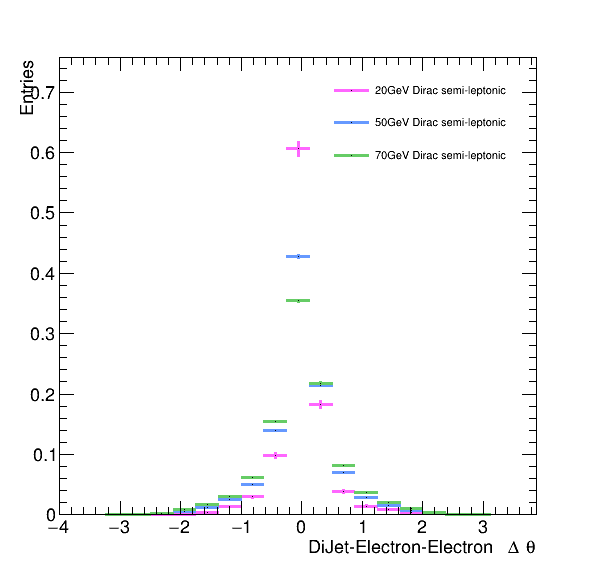 Entries
0.7
0.6
0.5
0.4
0.3
0.2
0.1
0
20GeV Dirac semi-leptonic
50GeV Dirac semi-leptonic
70GeV Dirac semi-leptonic
−4 −3 −2 −1 0 1 2 3
DiJet-Electron-Electron Δ θ